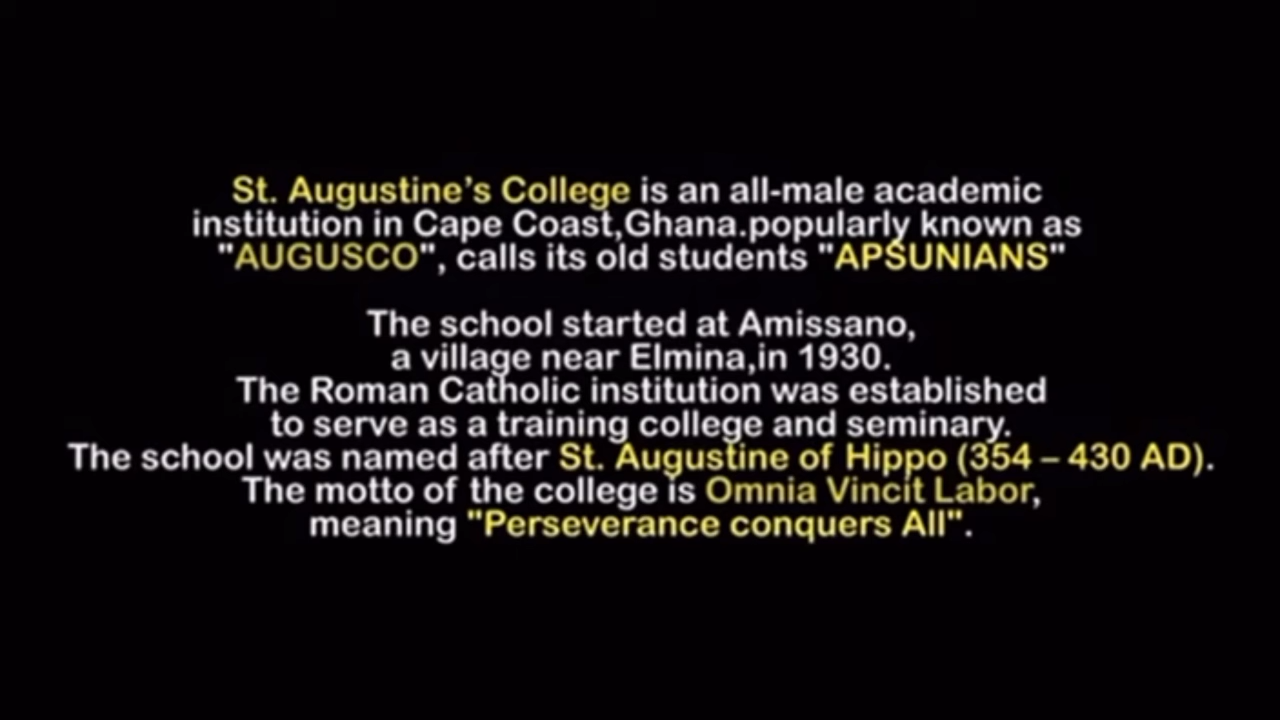 St. Augustine’s College is an all-male academic
institution in Cape Coast,Ghana.popularly known as
"AUGUSCO", calls its old students "APSUNIANS"
The school started at Amissano,
a village near Elmina,in 1930.
The Roman Catholic institution was established
to serve as a training college and seminary.
The school was named after St. Augustine of Hippo (354 – 430 AD).
The motto of the college is Omnia Vincit Labor,
meaning "Perseverance conquers All".